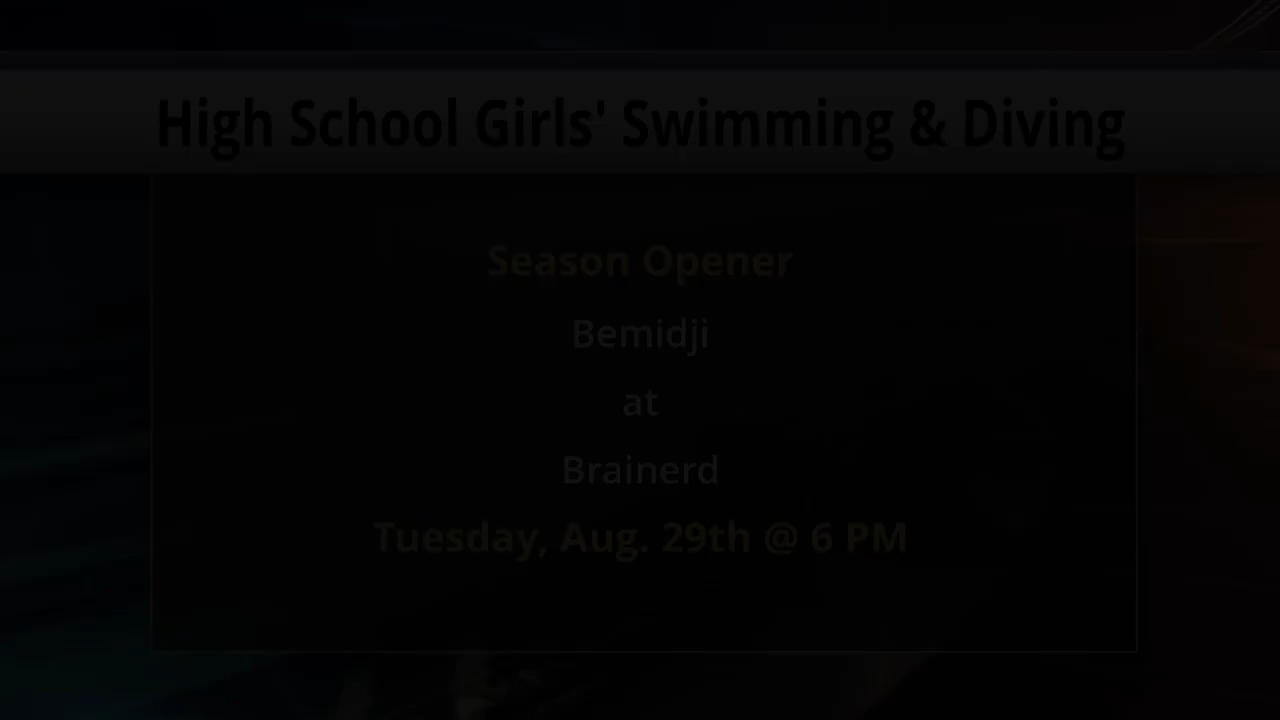 High School Girls' Swimming & Diving
Season Opener
Bemidji
at
Brainerd
Tuesday, Aug. 29th @ 6 PM